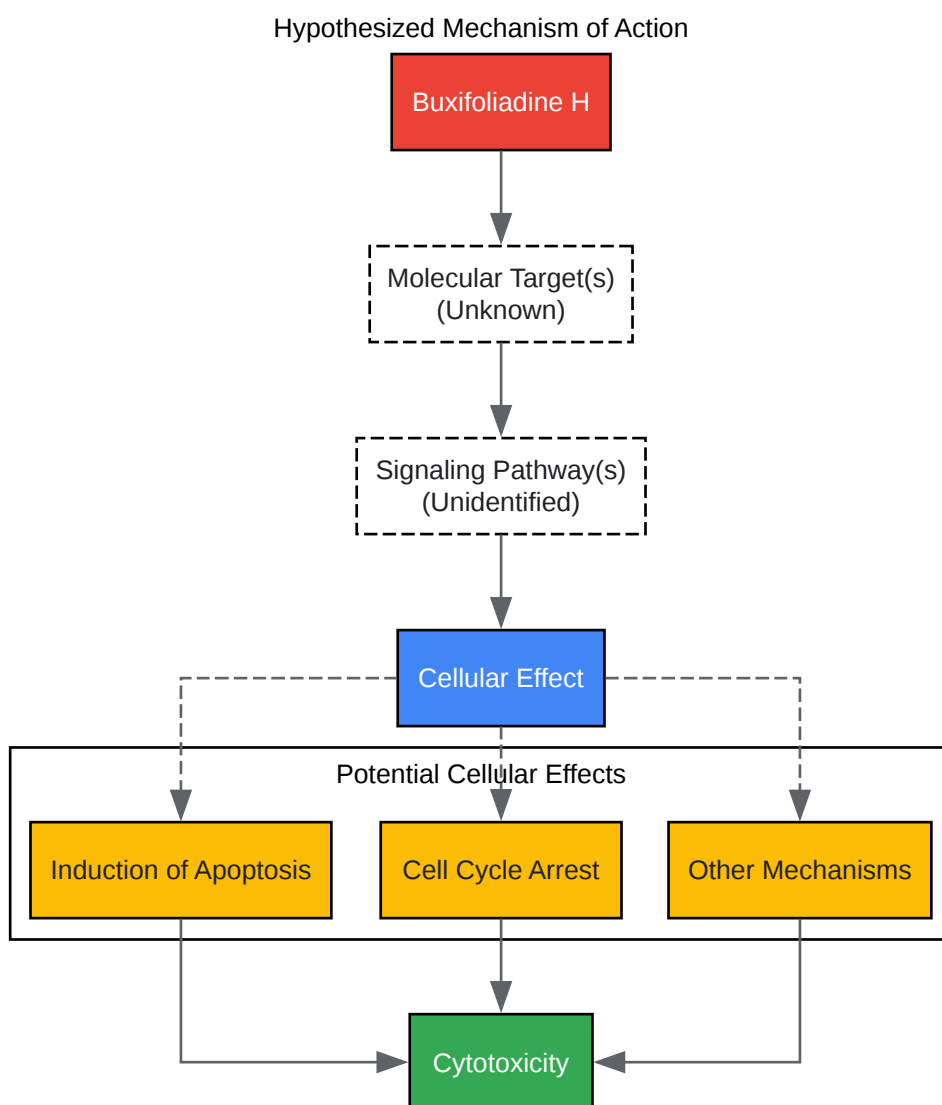 Hypothesized Mechanism of Action
Buxifoliadine H
Molecular Target(s)
(Unknown)
Signaling Pathway(s)
(Unidentified)
Cellular Effect
Potential Cellular Effects
Induction of Apoptosis
Cell Cycle Arrest
Other Mechanisms
Cytotoxicity